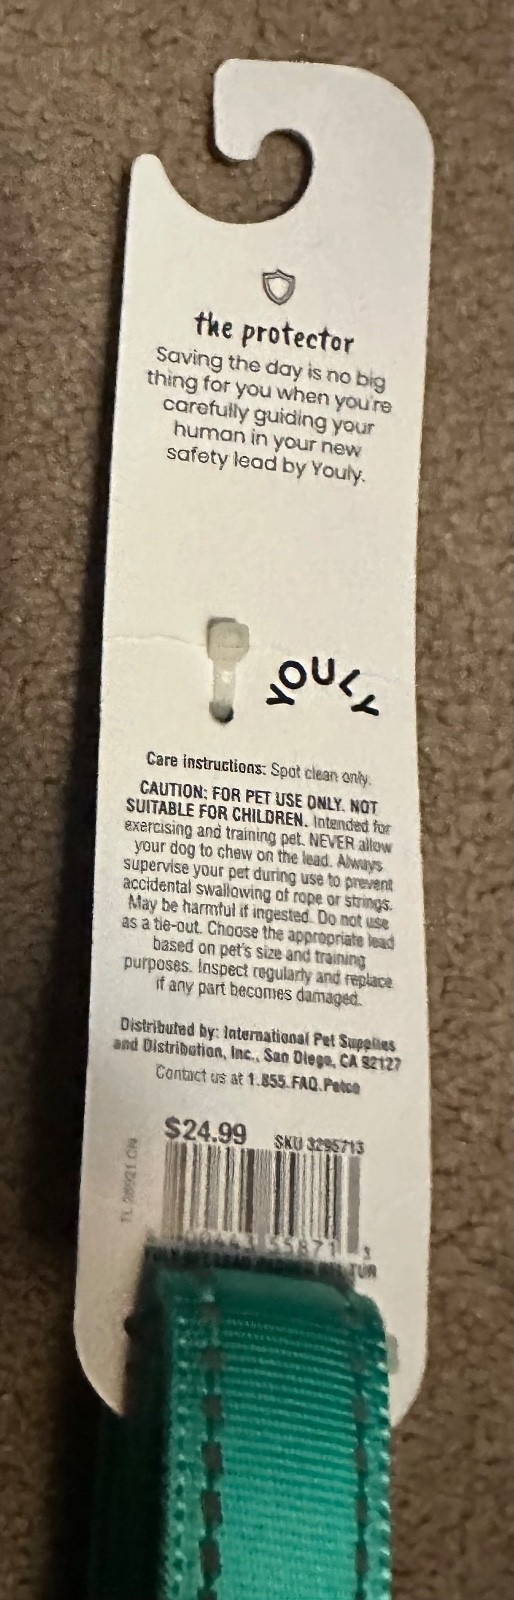 the protector
Saving the day is no big
thing for you when you're
carefully guiding your
human in your new
safety lead by Youly.
YOULY
Care instructions: Spot clean only.
CAUTION: FOR PET USE ONLY. NOT
SUITABLE FOR CHILDREN. Intended for
exercising and training pet. NEVER allow
your dog to chew on the lead. Always
supervise your pet during use to prevent
accidental swallowing of rope or strings.
May be harmful if ingested. Do not use
as a tie-out. Choose the appropriate lead
based on pet's size and training
purposes. Inspect regularly and replace
if any part becomes damaged.
Distributed by: International Pet Supplies
and Distribution, Inc., San Diego, CA 92127
Contact us at 1.855.FAQ.Petco
$24.99 SKU 3295713
55871 3
TUR